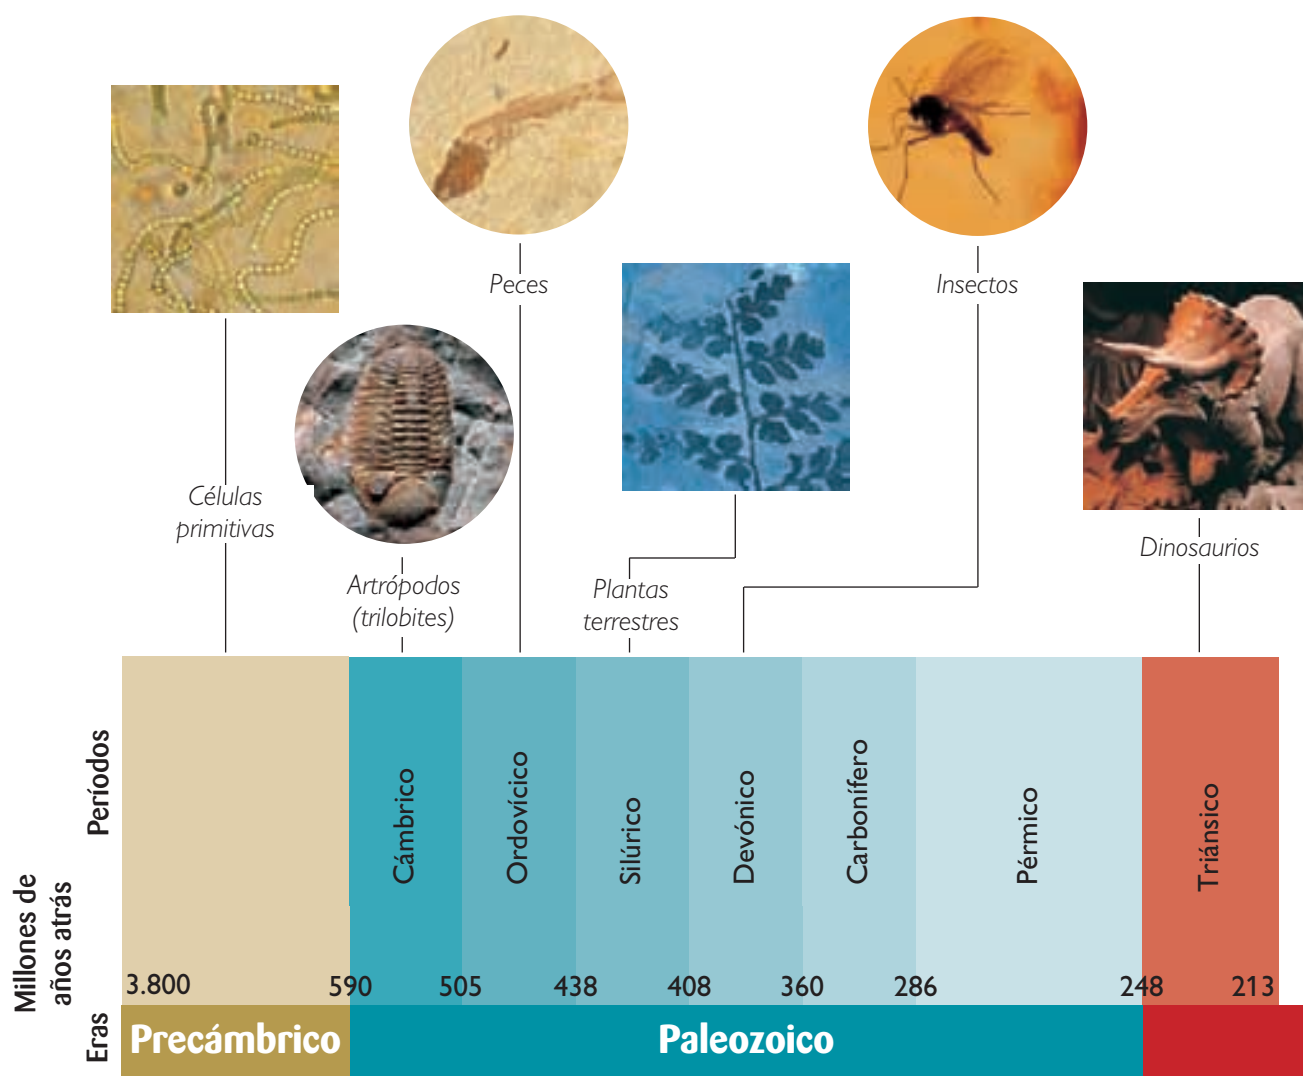 Peces
Insectos
Células
primitivas
Artrópodos
(trilobites)
Plantas
terrestres
Dinosaurios
Períodos
Cámbrico
Ordovícico
Silúrico
Devónico
Carbonífero
Pérmico
Triánsico
Millones de
años atrás
3.800
590
505
438
408
360
286
248
213
Eras
Precámbrico
Paleozoico